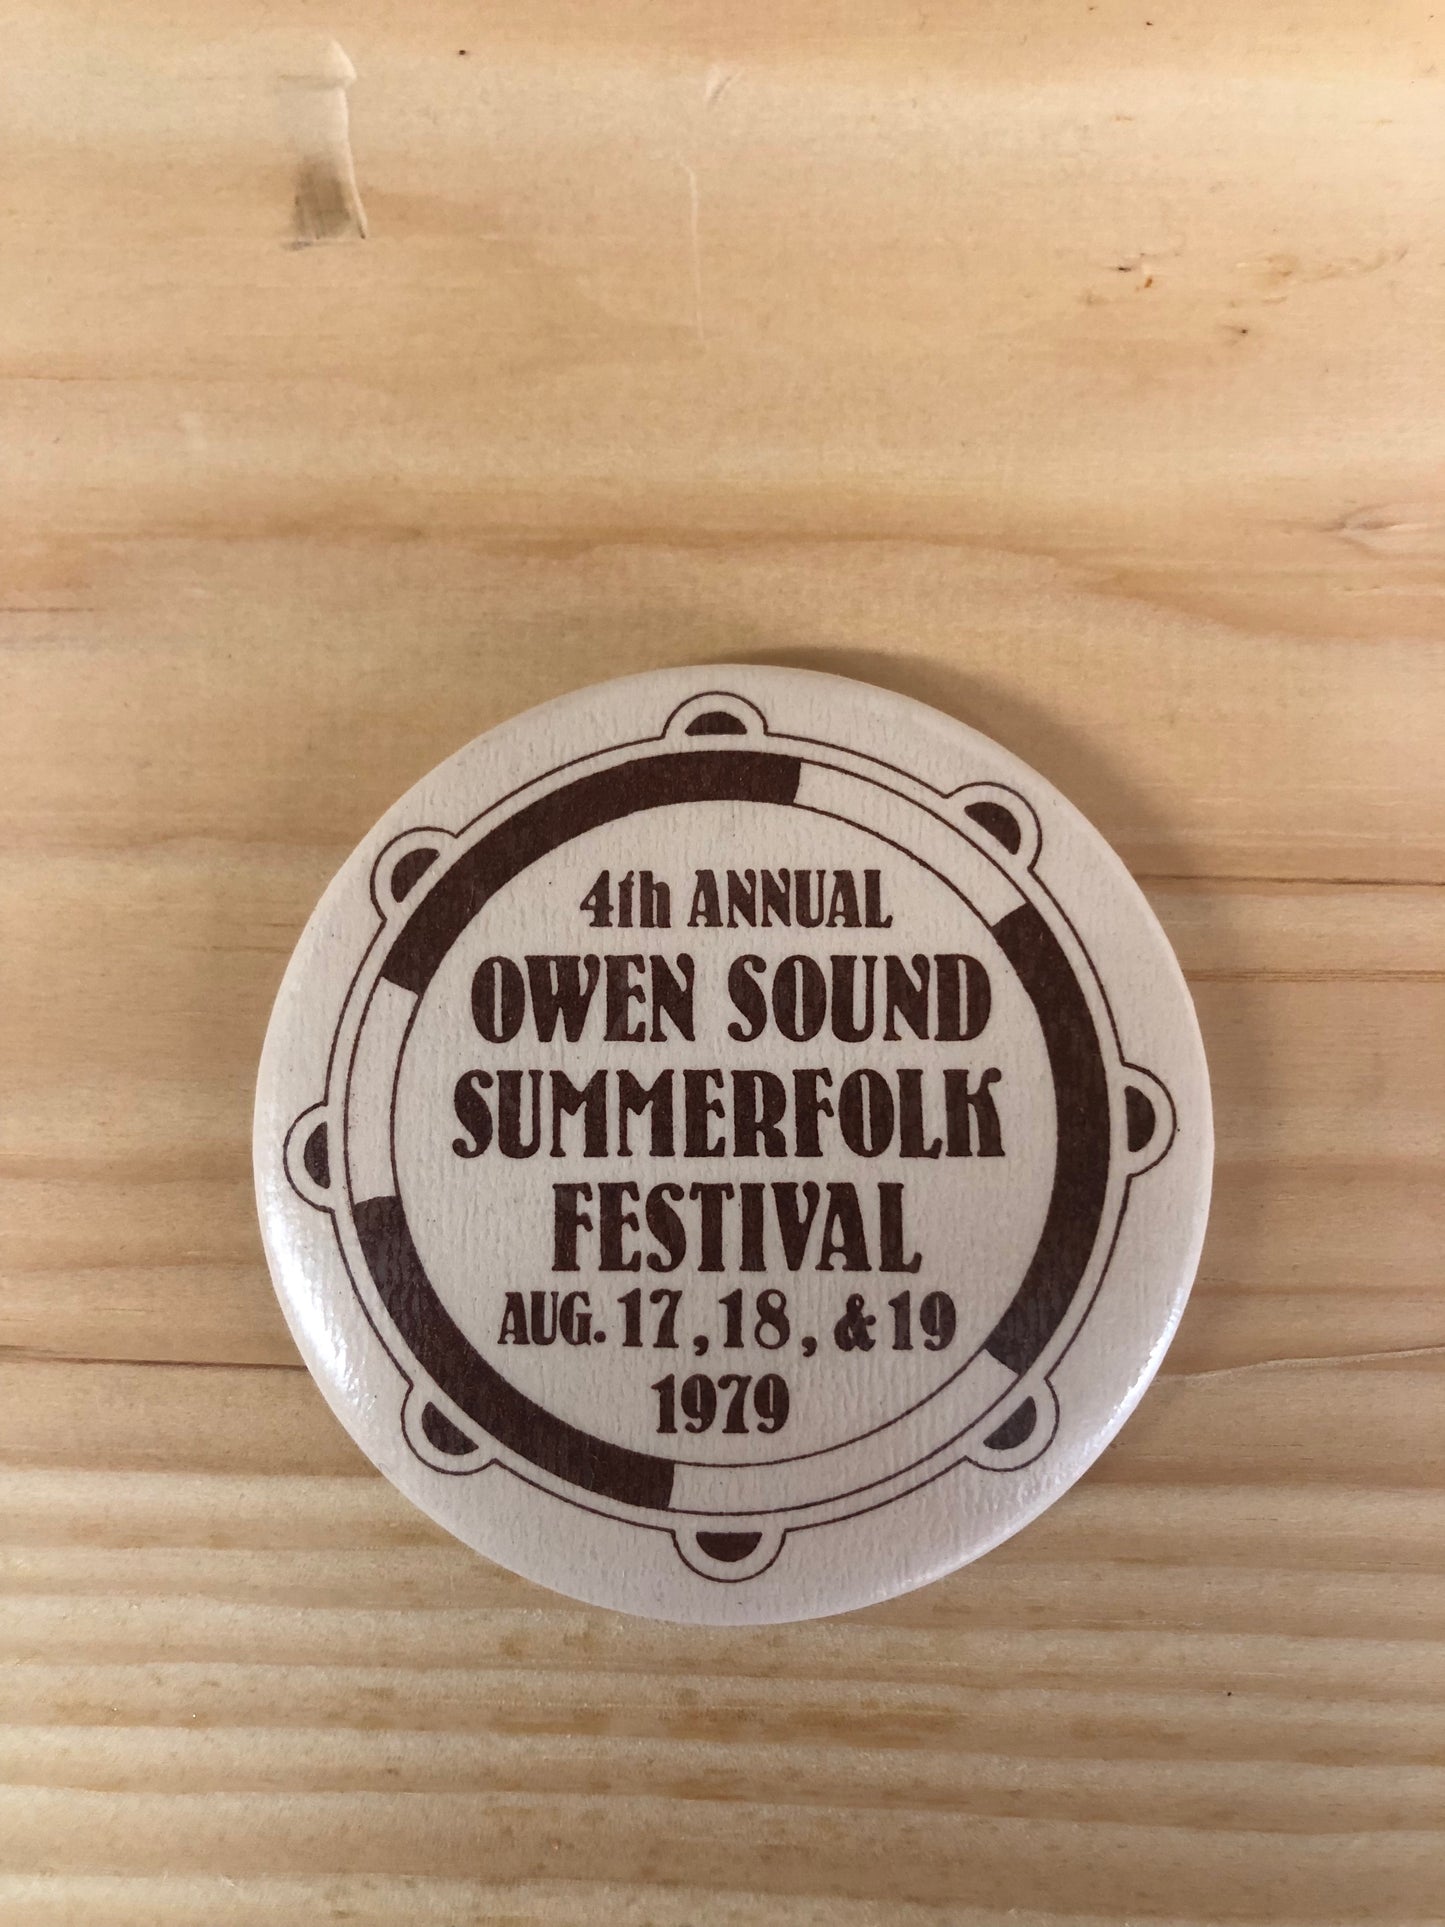 4th ANNUAL
OWEN SOUND
SUMMERFOLK
FESTIVAL
AUG. 17, 18, & 19
1979